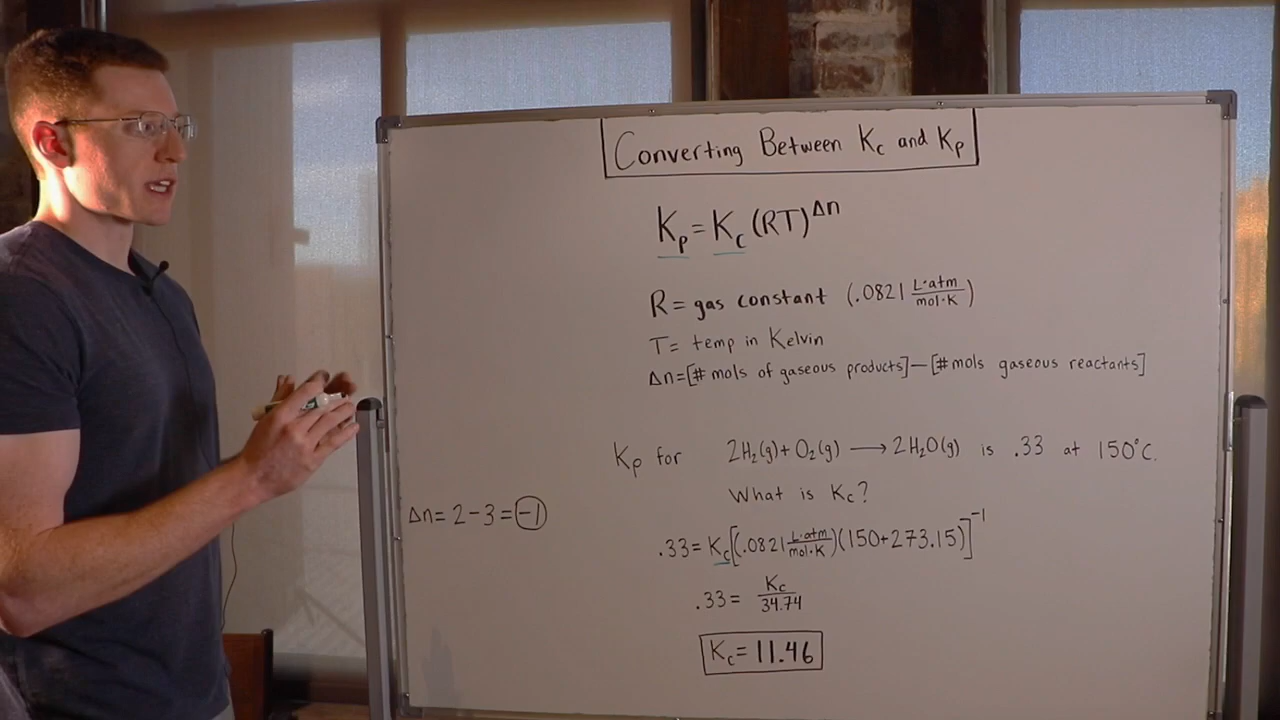 Converting Between Kc and Kp
Kp = Kc (RT)^Δn
R = gas constant (.0821 L·atm/mol·K)
T = temp in Kelvin
Δn = [# mols of gaseous products] — [# mols gaseous reactants]
Kp for 2H₂(g) + O₂(g) ⟶ 2H₂O(g) is .33 at 150°C.
What is Kc?
Δn = 2 - 3 = -1
.33 = Kc[(.0821 L·atm/mol·K)(150+273.15)]^-1
.33 = Kc/34.74
Kc = 11.46